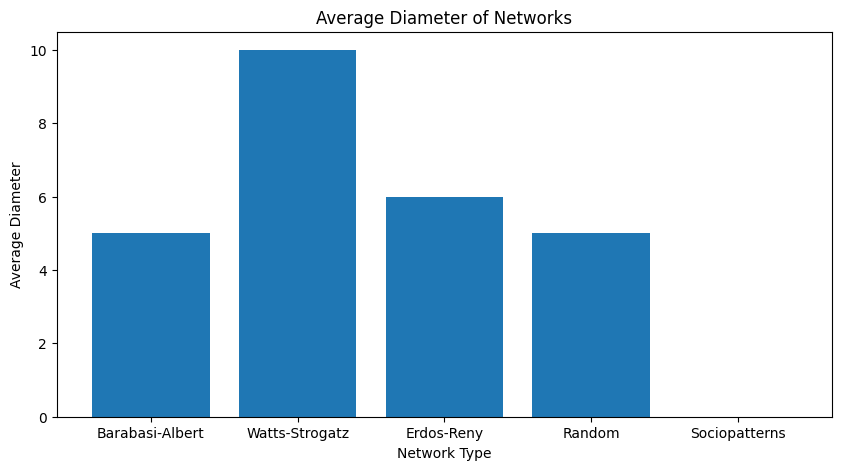 Average Diameter of Networks
Average Diameter
10
8
6
4
2
0
Barabasi-Albert Watts-Strogatz Erdos-Reny Random Sociopatterns
Network Type